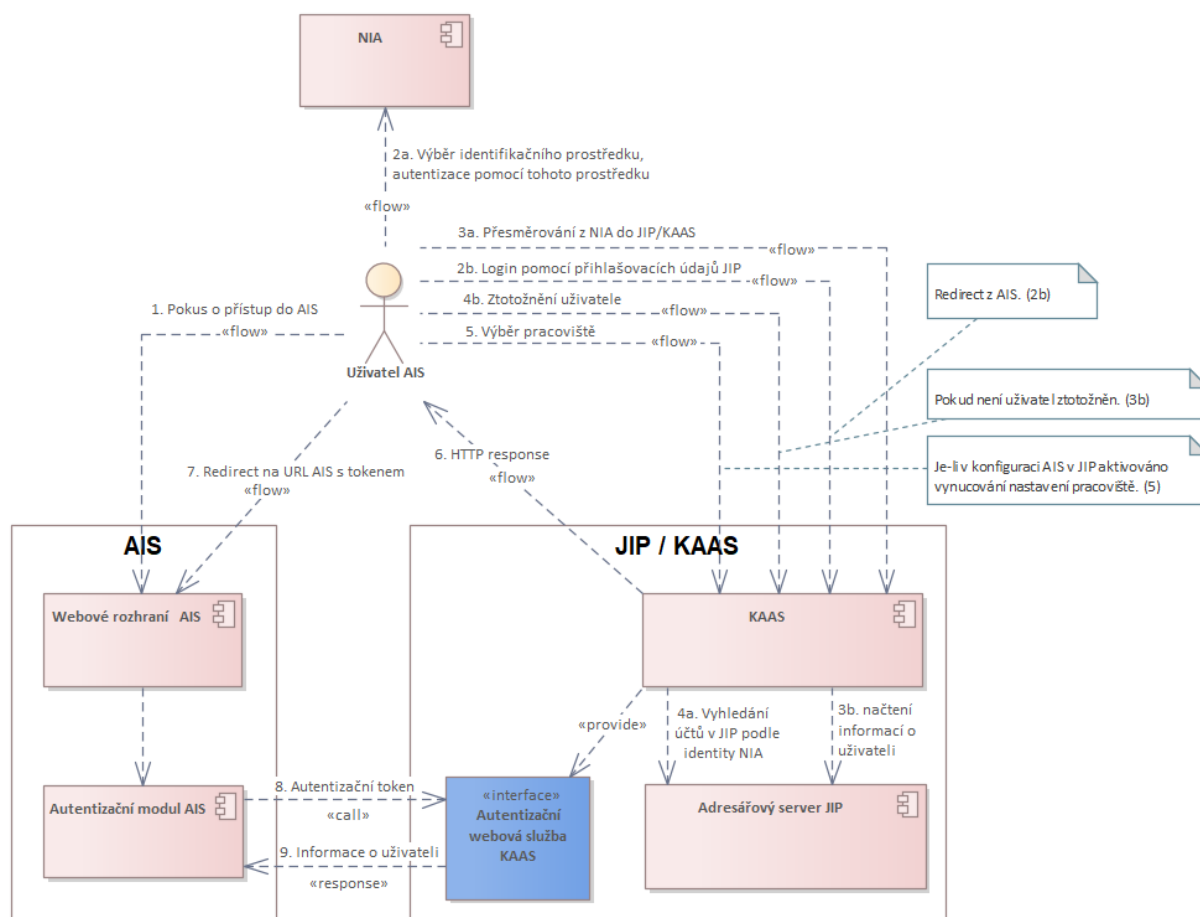 NIA
2a. Výběr identifikačního prostředku,
autentizace pomocí tohoto prostředku
«flow»
3a. Přesměrování z NIA do JIP/KAAS
«flow»
2b. Login pomocí přihlašovacích údajů JIP
«flow»
4b. Ztotožnění uživatele
«flow»
5. Výběr pracoviště
«flow»
1. Pokus o přístup do AIS
«flow»
Uživatel AIS
Redirect z AIS. (2b)
Pokud není uživatel ztotožněn. (3b)
Je-li v konfiguraci AIS v JIP aktivováno
vynucování nastavení pracoviště. (5)
6. HTTP response
«flow»
7. Redirect na URL AIS s tokenem
«flow»
AIS
JIP / KAAS
Webové rozhraní AIS
KAAS
«provide»
4a. Vyhledání
účtů v JIP podle
identity NIA
3b. načtení
informací o
uživateli
Autentizační modul AIS
8. Autentizační token
«call»
9. Informace o uživateli
«response»
«interface»
Autentizační
webová služba
KAAS
Adresářový server JIP